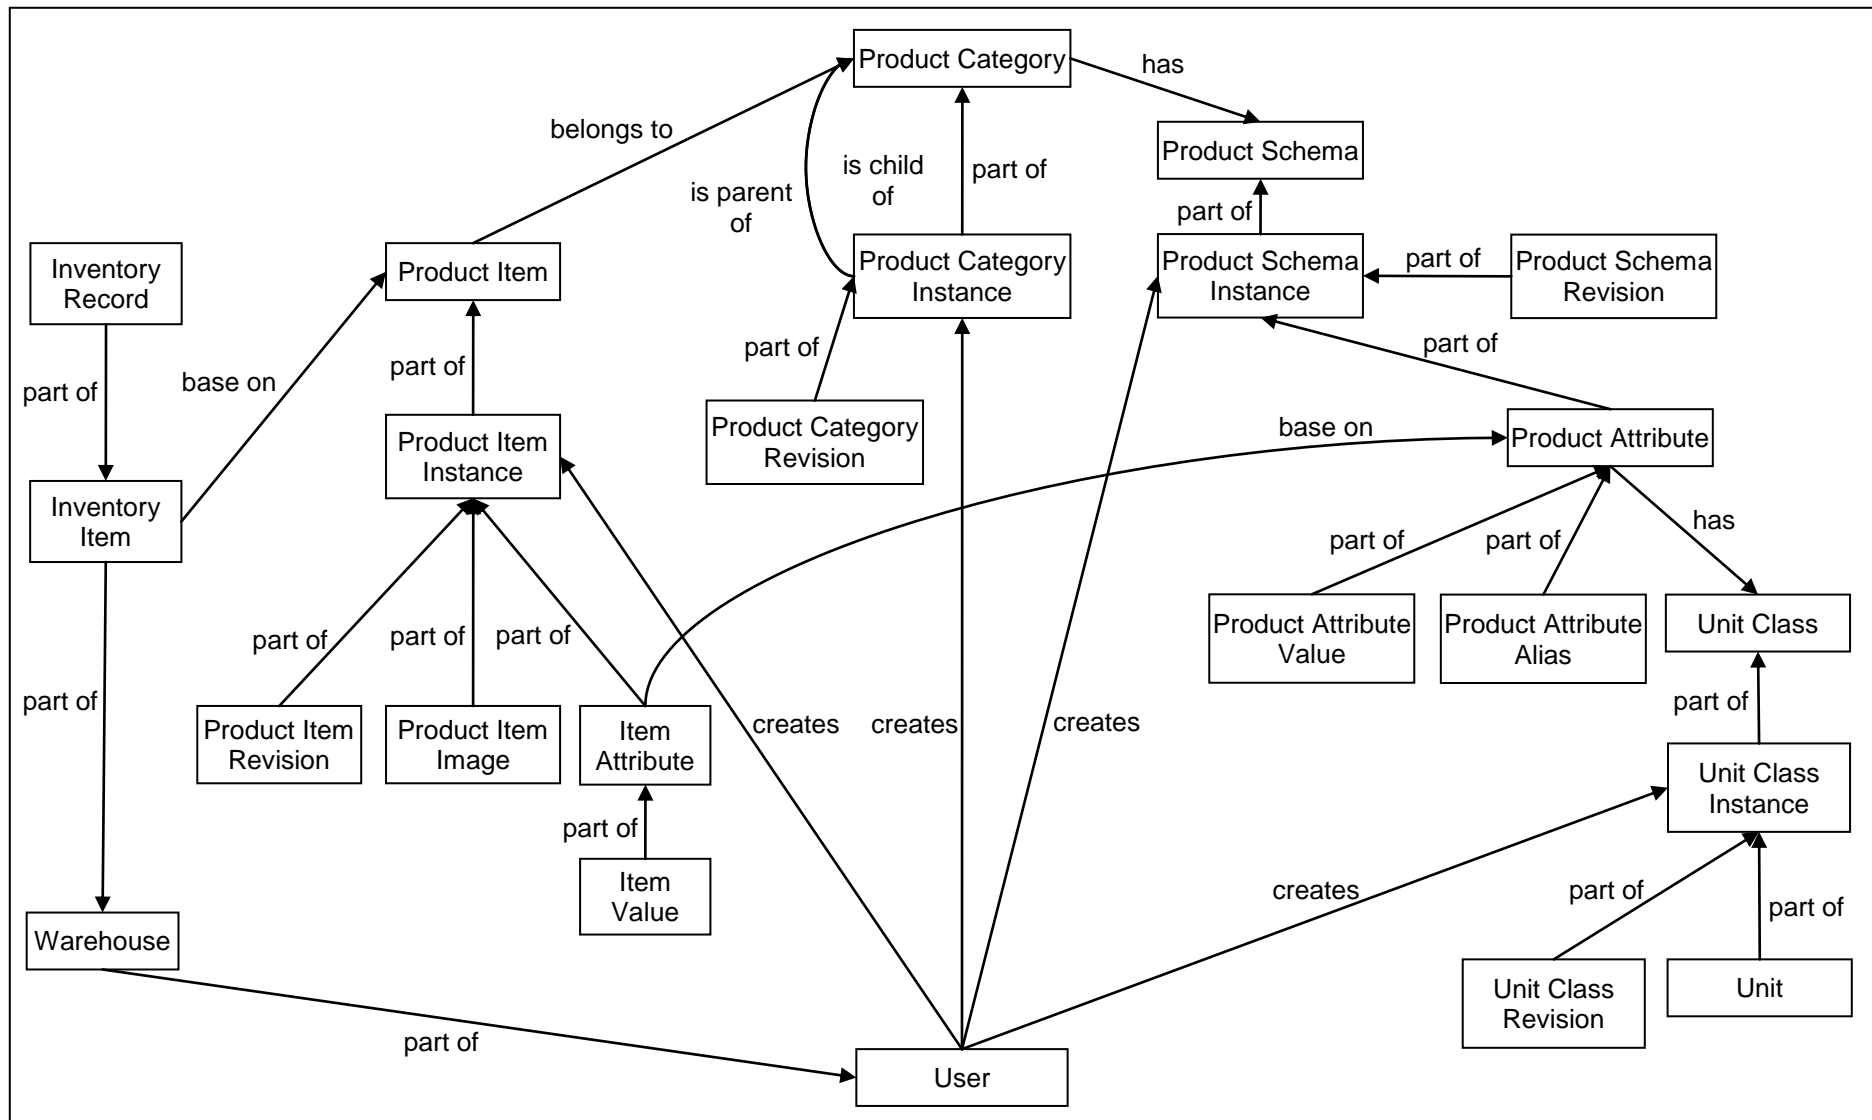 Product Category
has
belongs to
Product Schema
is child
of
part of
is parent
of
part of
Inventory
Record
Product Item
Product Category
Instance
Product Schema
Instance
part of
Product Schema
Revision
part of
base on
part of
part of
part of
Product Item
Instance
Product Category
Revision
base on
Product Attribute
Inventory
Item
part of
part of
has
part of
part of
part of
part of
Product Attribute
Value
Product Attribute
Alias
Unit Class
part of
Product Item
Revision
Product Item
Image
Item
Attribute
creates
creates
creates
Unit Class
Instance
part of
Item
Value
creates
part of
part of
Warehouse
Unit Class
Revision
Unit
part of
User